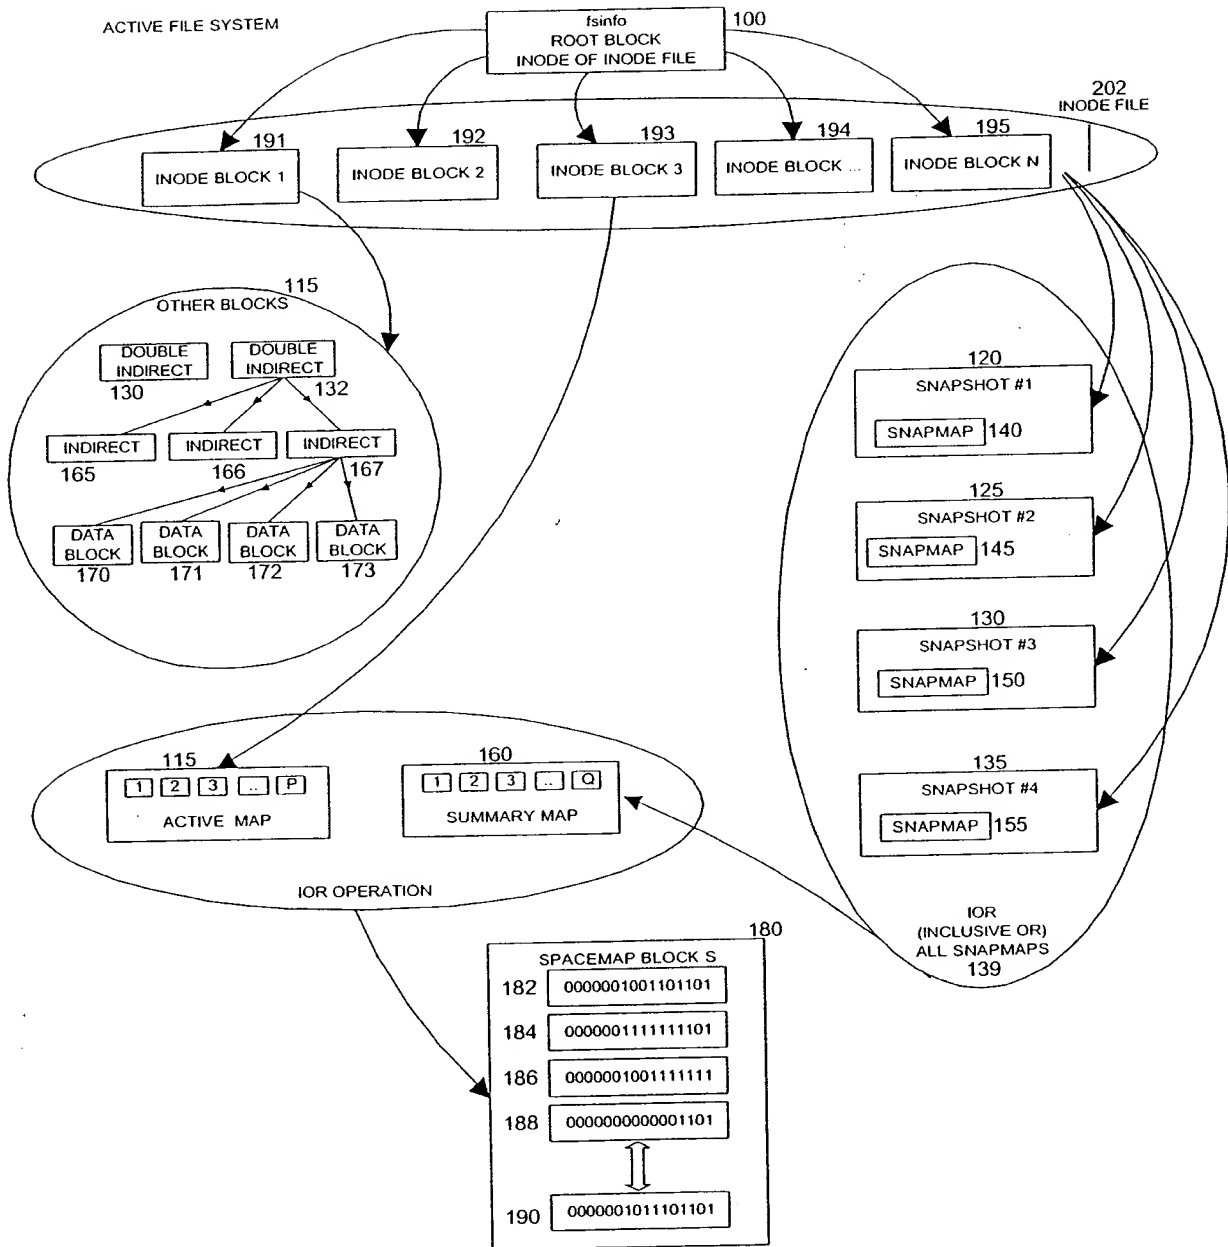 ACTIVE FILE SYSTEM
fsinfo
ROOT BLOCK
INODE OF INODE FILE
100
202
INODE FILE
191
INODE BLOCK 1
192
INODE BLOCK 2
193
INODE BLOCK 3
194
INODE BLOCK ...
195
INODE BLOCK N
115
OTHER BLOCKS
DOUBLE
INDIRECT
130
DOUBLE
INDIRECT
132
INDIRECT
165
INDIRECT
166
INDIRECT
167
DATA
BLOCK
170
DATA
BLOCK
171
DATA
BLOCK
172
DATA
BLOCK
173
120
SNAPSHOT #1
SNAPMAP 140
125
SNAPSHOT #2
SNAPMAP 145
130
SNAPSHOT #3
SNAPMAP 150
135
SNAPSHOT #4
SNAPMAP 155
IOR
(INCLUSIVE OR)
ALL SNAPMAPS
139
115
1 2 3 .. P
ACTIVE MAP
160
1 2 3 .. Q
SUMMARY MAP
IOR OPERATION
180
SPACEMAP BLOCK S
182 0000001001101101
184 0000001111111101
186 0000001001111111
188 0000000000001101
190 0000001011101101